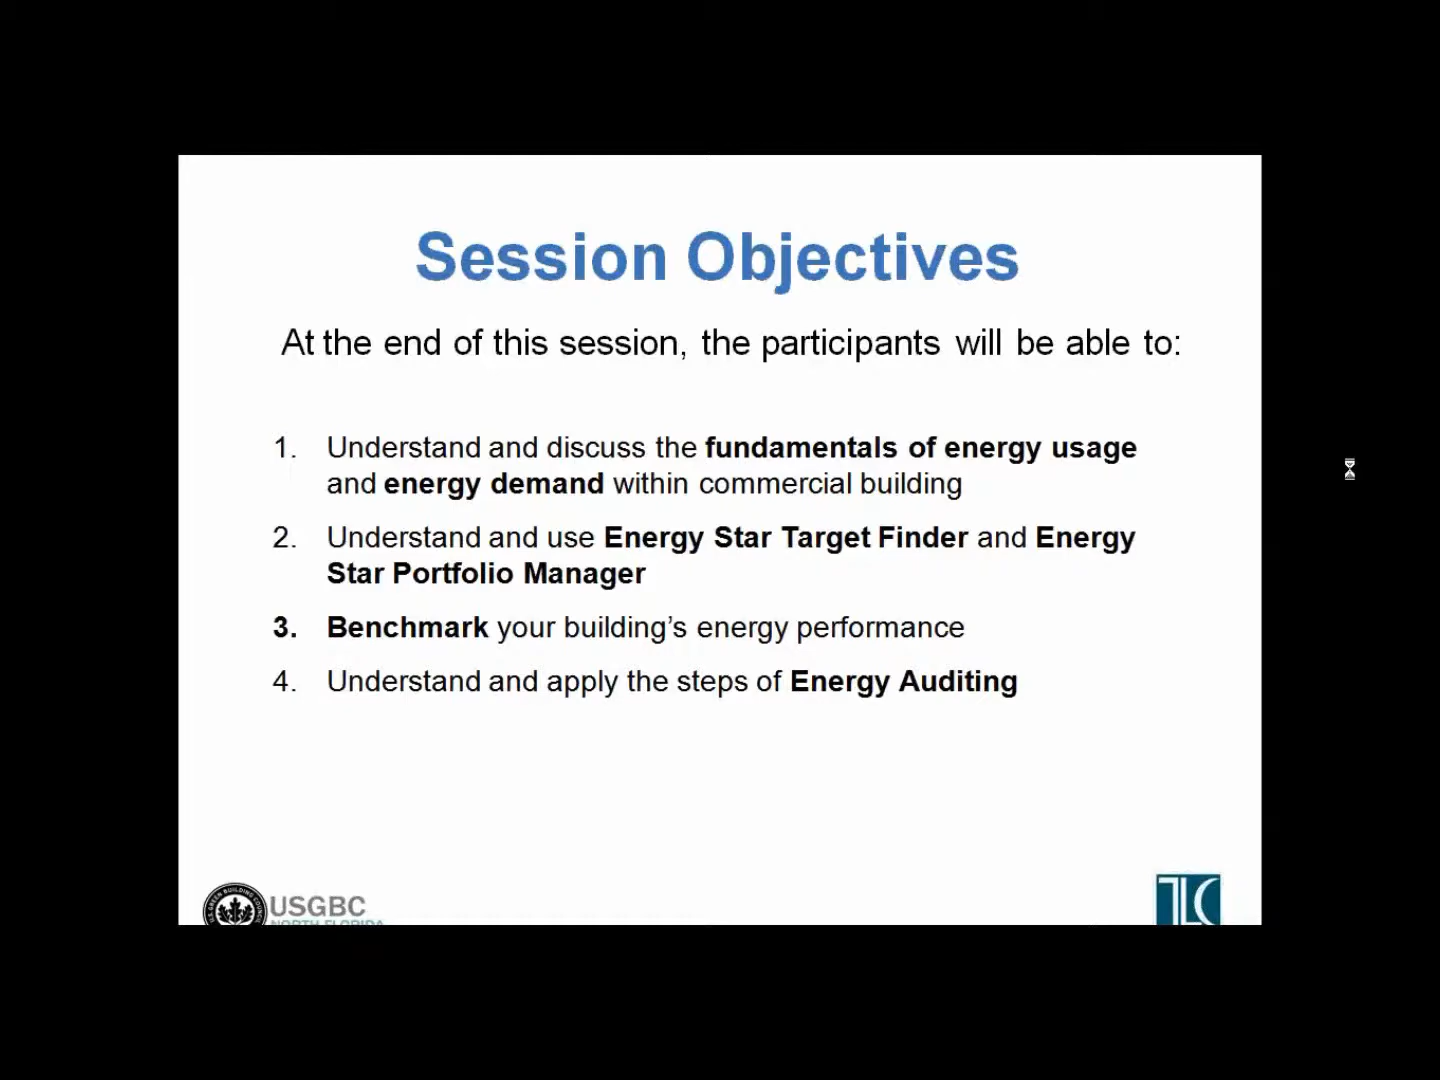 Session Objectives
At the end of this session, the participants will be able to:
1. Understand and discuss the fundamentals of energy usage
and energy demand within commercial building
2. Understand and use Energy Star Target Finder and Energy
Star Portfolio Manager
3. Benchmark your building's energy performance
4. Understand and apply the steps of Energy Auditing
USGBC
NORTH FLORIDA
TLC